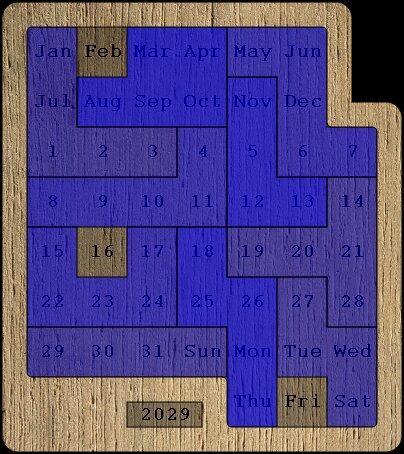 Jan Feb Mar Apr May Jun
Jul Aug Sep Oct Nov Dec
1 2 3 4 5 6 7
8 9 10 11 12 13 14
15 16 17 18 19 20 21
22 23 24 25 26 27 28
29 30 31 Sun Mon Tue Wed
Thu Fri Sat
2029